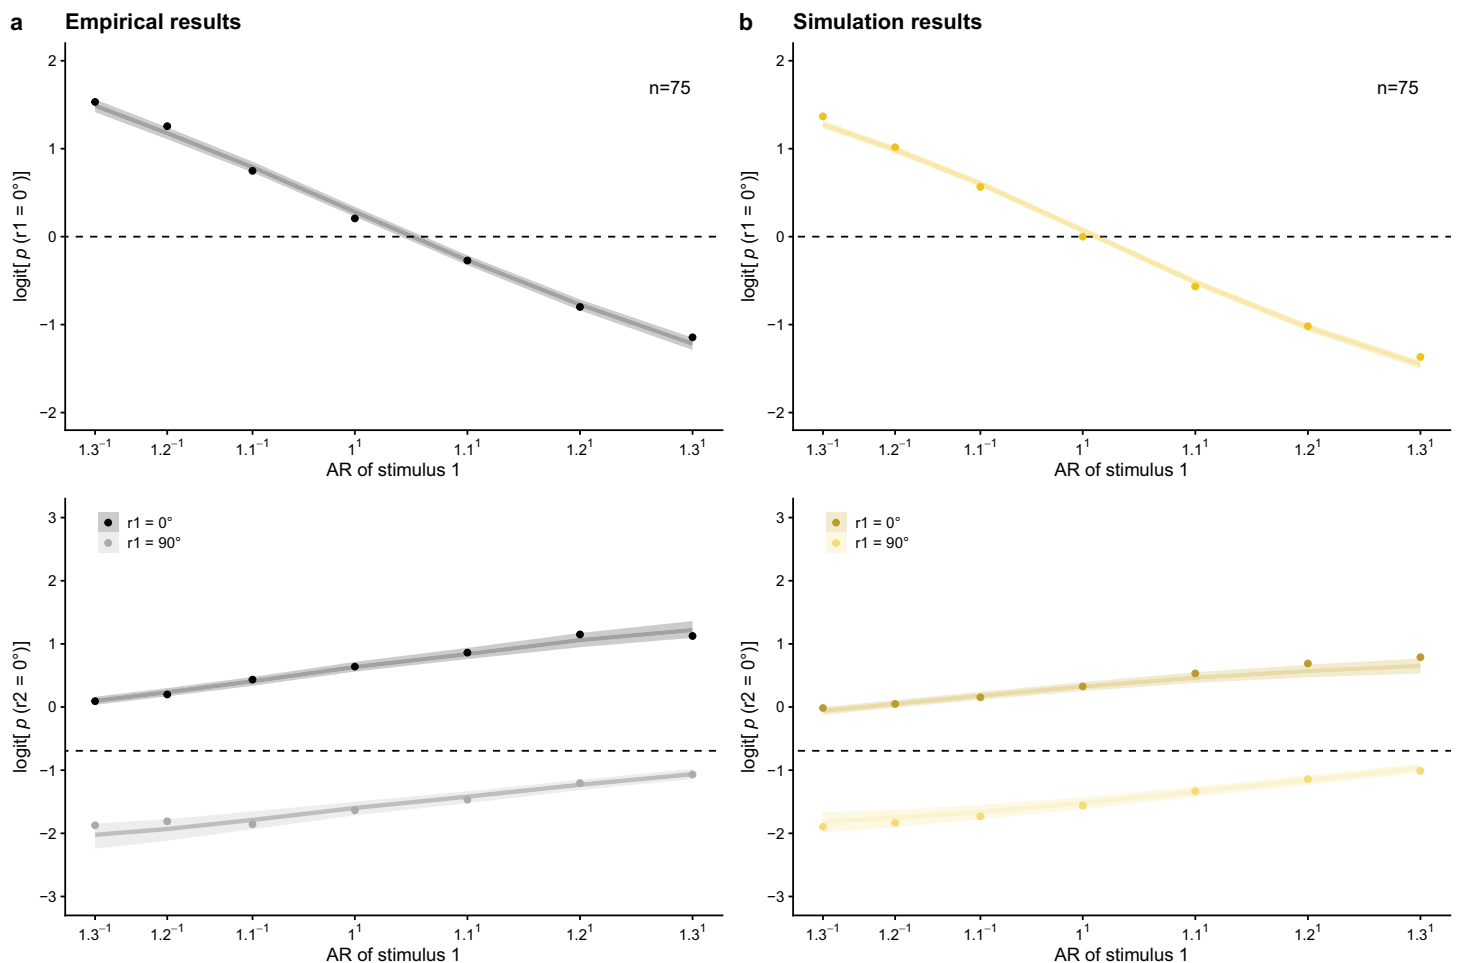 a Empirical results
2
1
0
−1
−2
logit[ p (r1 = 0°)]
n=75
1.3⁻¹ 1.2⁻¹ 1.1⁻¹ 1¹ 1.1¹ 1.2¹ 1.3¹
AR of stimulus 1
b Simulation results
2
1
0
−1
−2
logit[ p (r1 = 0°)]
n=75
1.3⁻¹ 1.2⁻¹ 1.1⁻¹ 1¹ 1.1¹ 1.2¹ 1.3¹
AR of stimulus 1
3
2
1
0
−1
−2
−3
logit[ p (r2 = 0°)]
r1 = 0°
r1 = 90°
1.3⁻¹ 1.2⁻¹ 1.1⁻¹ 1¹ 1.1¹ 1.2¹ 1.3¹
AR of stimulus 1
3
2
1
0
−1
−2
−3
logit[ p (r2 = 0°)]
r1 = 0°
r1 = 90°
1.3⁻¹ 1.2⁻¹ 1.1⁻¹ 1¹ 1.1¹ 1.2¹ 1.3¹
AR of stimulus 1